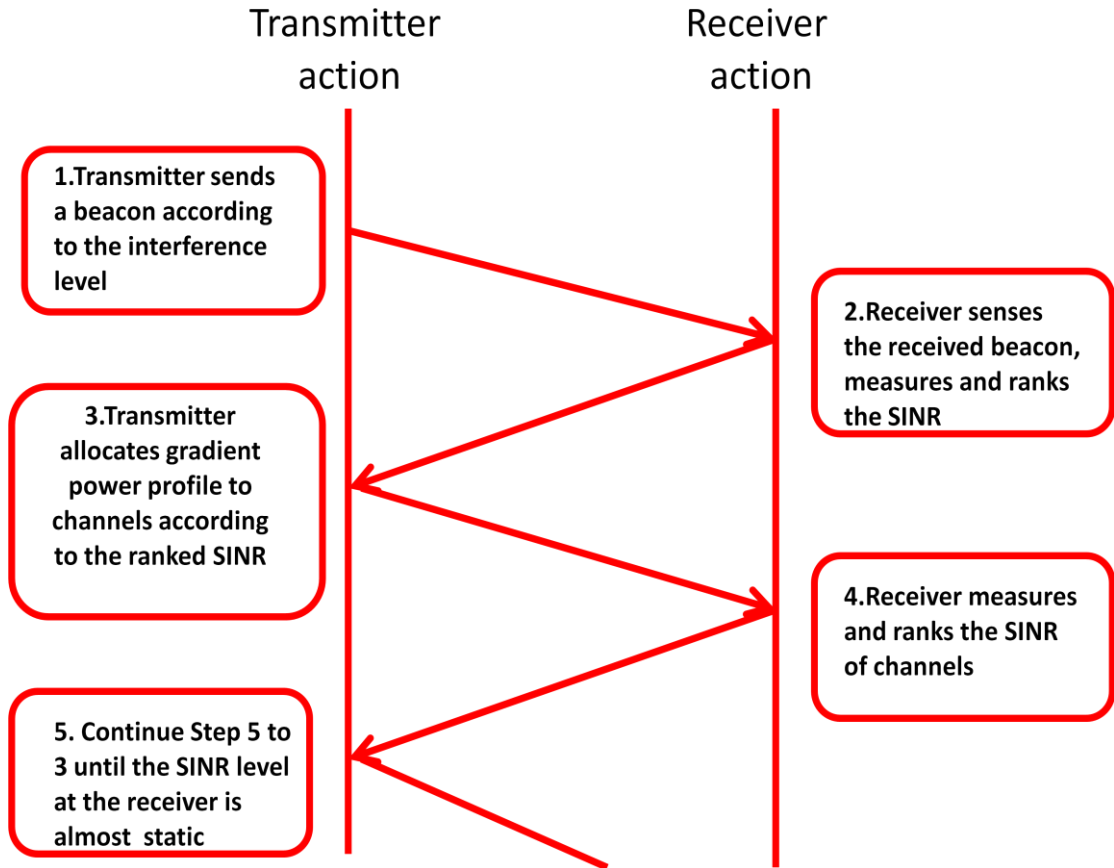 Transmitter
action
Receiver
action
1.Transmitter sends
a beacon according
to the interference
level
2.Receiver senses
the received beacon,
measures and ranks
the SINR
3.Transmitter
allocates gradient
power profile to
channels according
to the ranked SINR
4.Receiver measures
and ranks the SINR
of channels
5. Continue Step 5 to
3 until the SINR level
at the receiver is
almost static